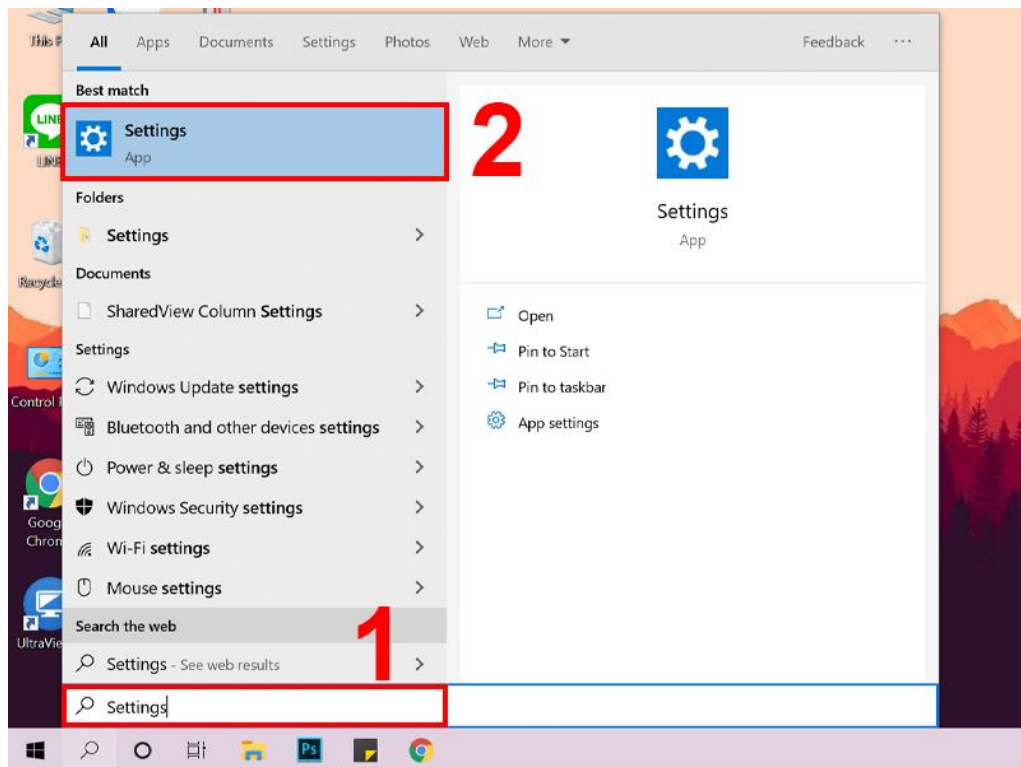 All Apps Documents Settings Photos Web More Feedback ...
This P
Best match
2
Settings
App
LINE
LINE
Folders
Settings
Recycle
Documents
SharedView Column Settings
Settings
Windows Update settings
Control P
Bluetooth and other devices settings
Power & sleep settings
Windows Security settings
Goog
Chrom
Wi-Fi settings
Mouse settings
Search the web
UltraVie
1
Settings - See web results
Settings
Settings
App
Open
Pin to Start
Pin to taskbar
App settings
Ps